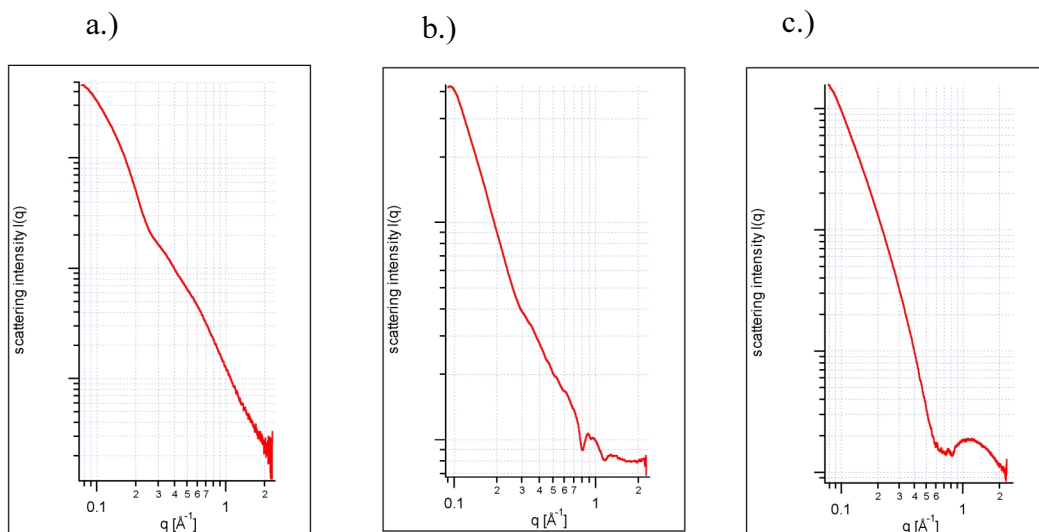 a.)
b.)
c.)
scattering intensity I(q)
0.1 2 3 4 5 6 7 1 2
q [Å⁻¹]
scattering intensity I(q)
0.1 2 3 4 5 6 1 2
q [Å⁻¹]
scattering intensity I(q)
0.1 2 3 4 5 6 1 2
q [Å⁻¹]